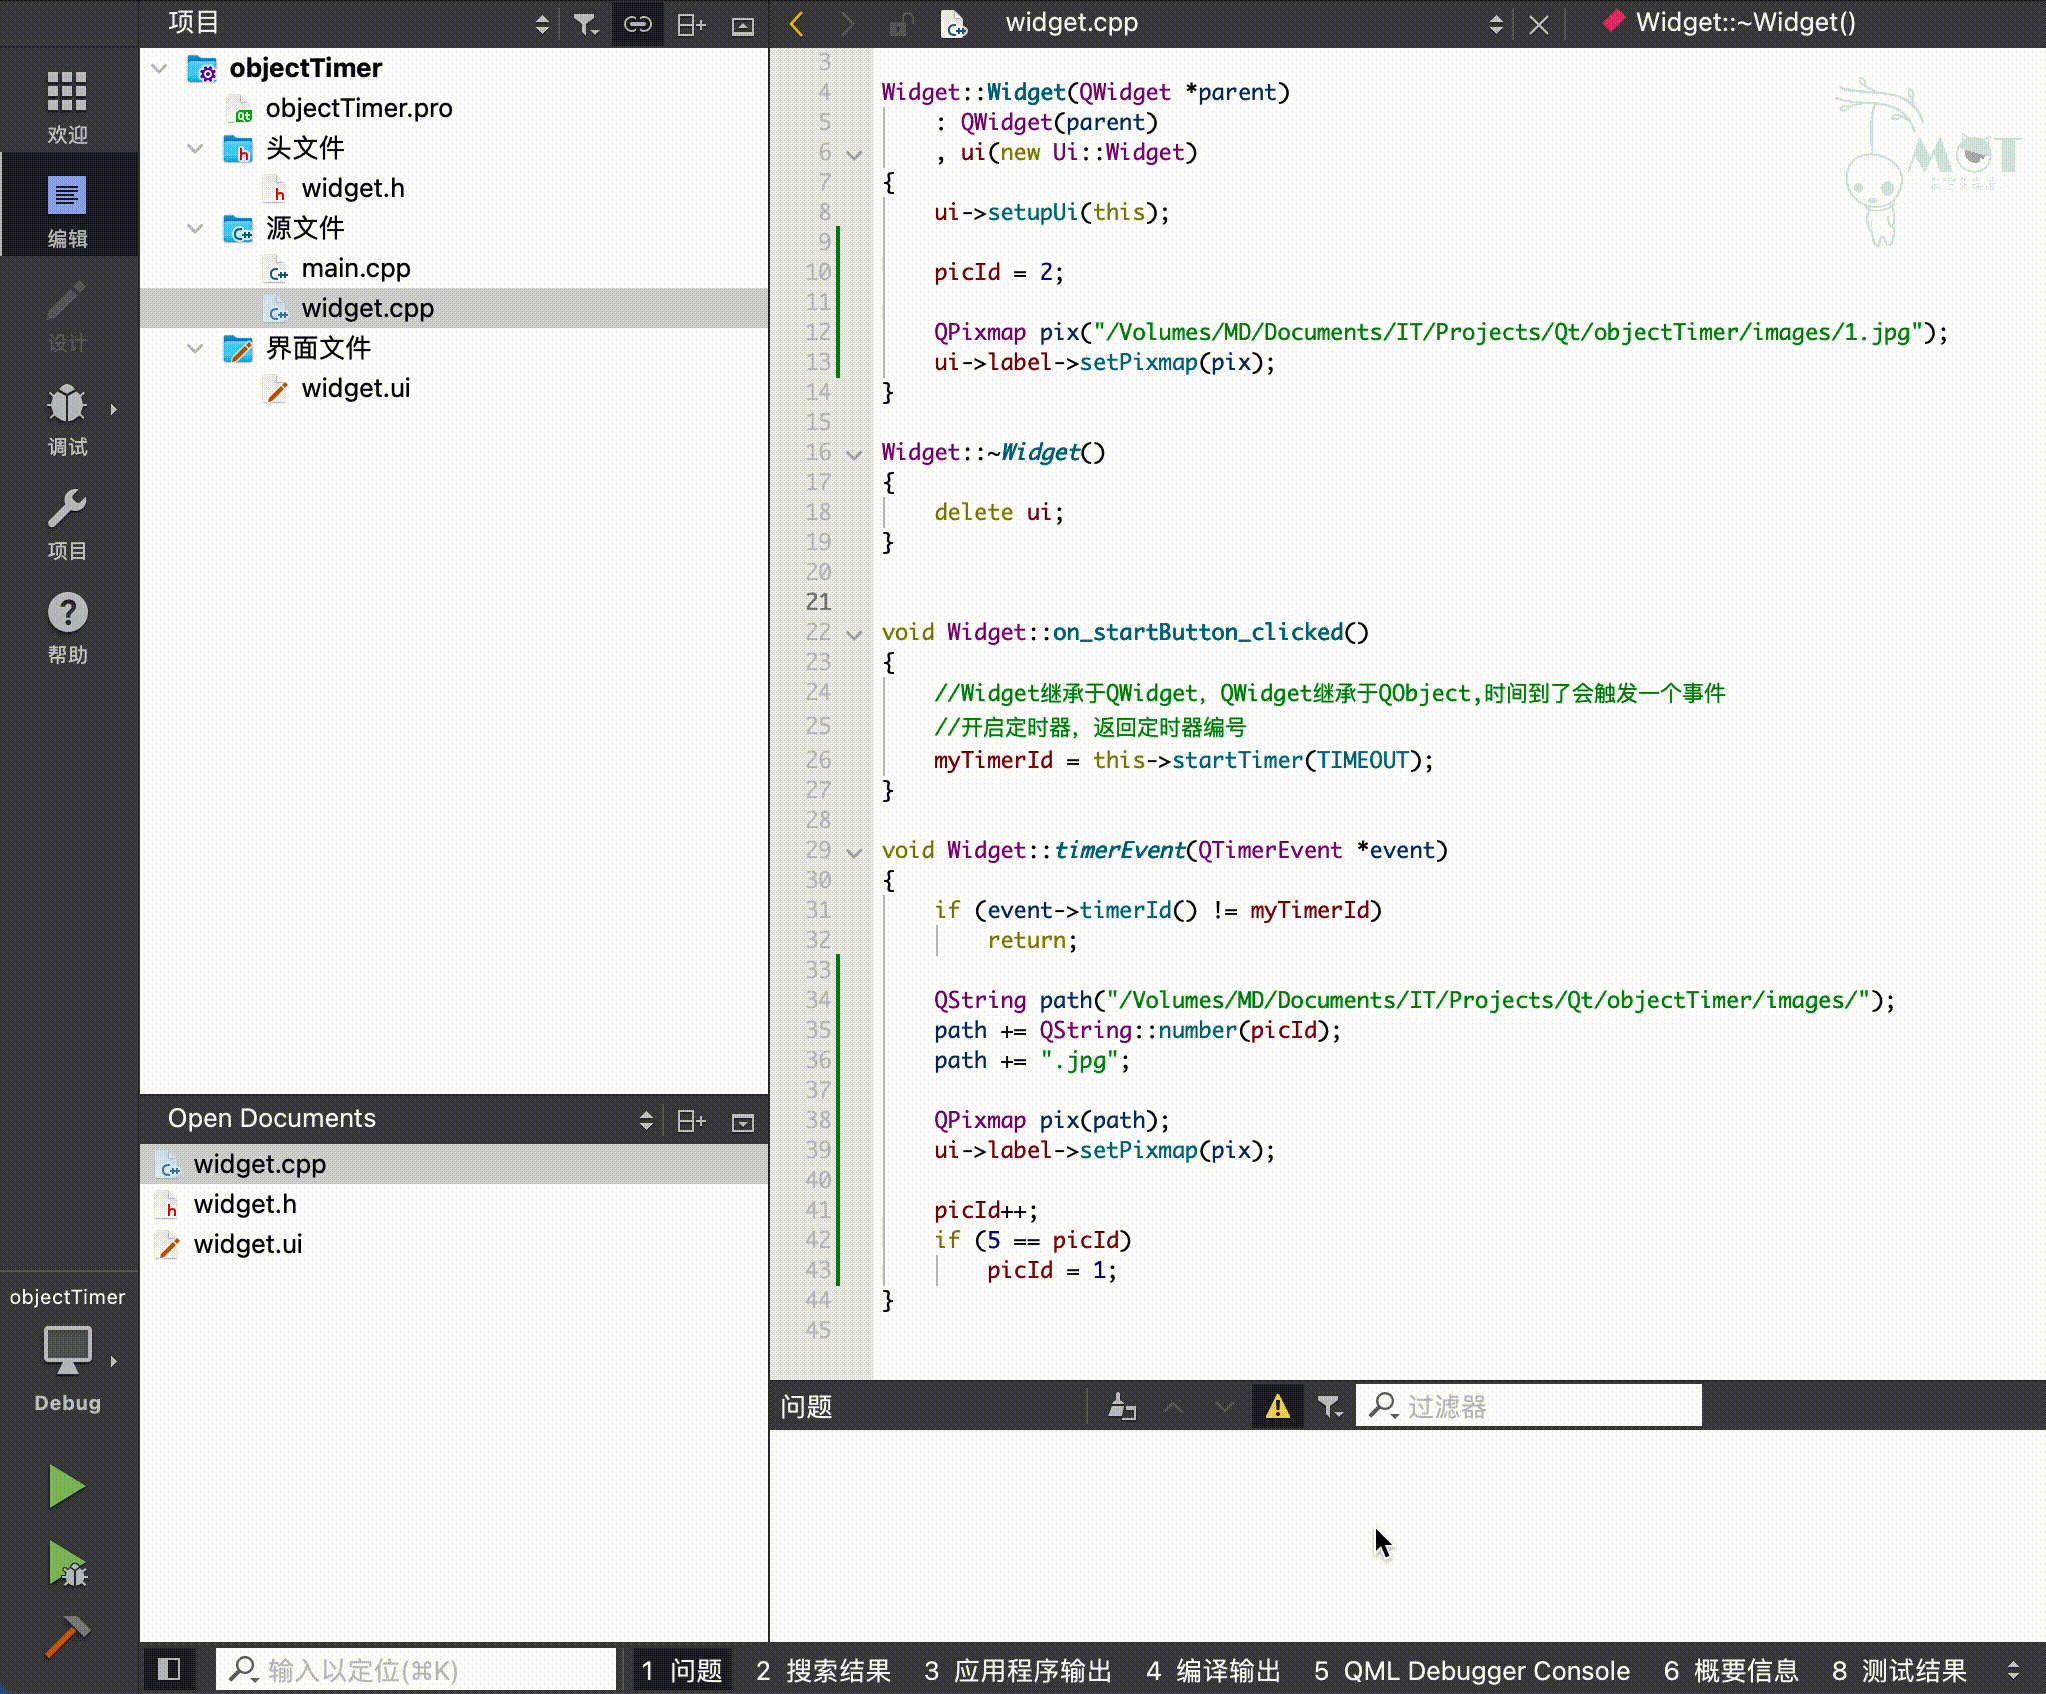 项目
widget.cpp
Widget::~Widget()
欢迎
编辑
设计
调试
项目
帮助
objectTimer
Debug
objectTimer
objectTimer.pro
头文件
widget.h
源文件
main.cpp
widget.cpp
界面文件
widget.ui
Open Documents
widget.cpp
widget.h
widget.ui
MOT
3
4 Widget::Widget(QWidget *parent)
5     : QWidget(parent)
6     , ui(new Ui::Widget)
7 {
8     ui->setupUi(this);
9
10     picId = 2;
11
12     QPixmap pix("/Volumes/MD/Documents/IT/Projects/Qt/objectTimer/images/1.jpg");
13     ui->label->setPixmap(pix);
14 }
15
16 Widget::~Widget()
17 {
18     delete ui;
19 }
20
21
22 void Widget::on_startButton_clicked()
23 {
24     //Widget继承于QWidget，QWidget继承于QObject,时间到了会触发一个事件
25     //开启定时器，返回定时器编号
26     myTimerId = this->startTimer(TIMEOUT);
27 }
28
29 void Widget::timerEvent(QTimerEvent *event)
30 {
31     if (event->timerId() != myTimerId)
32         return;
33
34     QString path("/Volumes/MD/Documents/IT/Projects/Qt/objectTimer/images/");
35     path += QString::number(picId);
36     path += ".jpg";
37
38     QPixmap pix(path);
39     ui->label->setPixmap(pix);
40
41     picId++;
42     if (5 == picId)
43         picId = 1;
44 }
45
问题
过滤器
输入以定位(⌘K)
1 问题
2 搜索结果
3 应用程序输出
4 编译输出
5 QML Debugger Console
6 概要信息
8 测试结果